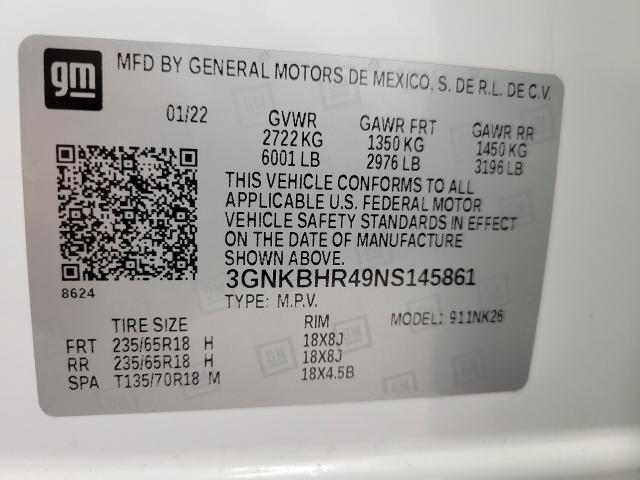 gm
MFD BY GENERAL MOTORS DE MEXICO, S. DE R.L. DE C.V.
01/22 GVWR GAWR FRT GAWR RR
2722 KG 1350 KG 1450 KG
6001 LB 2976 LB 3196 LB
THIS VEHICLE CONFORMS TO ALL
APPLICABLE U.S. FEDERAL MOTOR
VEHICLE SAFETY STANDARDS IN EFFECT
ON THE DATE OF MANUFACTURE
SHOWN ABOVE.
8624
3GNKBHR49NS145861
TYPE: M.P.V.
TIRE SIZE RIM MODEL: 911NK26
FRT 235/65R18 H 18X8J
RR 235/65R18 H 18X8J
SPA T135/70R18 M 18X4.5B